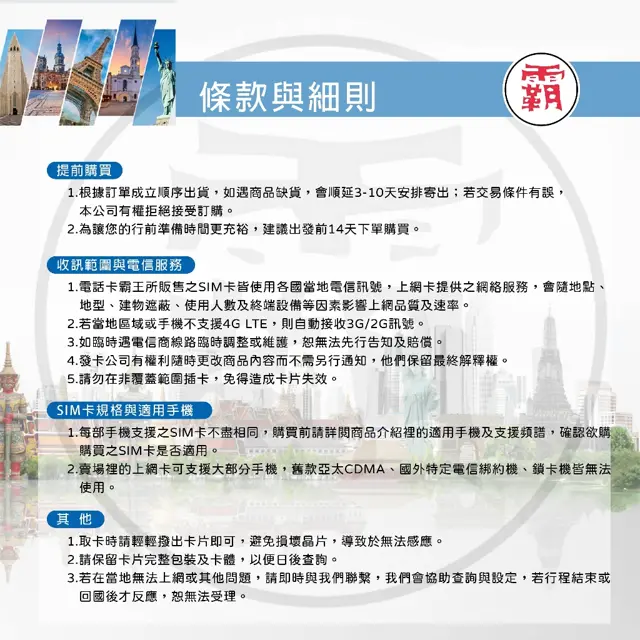 條款與細則
霸
提前購買
1.根據訂單成立順序出貨，如遇商品缺貨，會順延3-10天安排寄出；若交易條件有誤，
本公司有權拒絕接受訂購。
2.為讓您的行前準備時間更充裕，建議出發前14天下單購買。
收訊範圍與電信服務
1.電話卡霸王所販售之SIM卡皆使用各國當地電信訊號，上網卡提供之網絡服務，會隨地點、
地型、建物遮蔽、使用人數及終端設備等因素影響上網品質及速率。
2.若當地區域或手機不支援4G LTE，則自動接收3G/2G訊號。
3.如臨時遇電信商線路臨時調整或維護，恕無法先行告知及賠償。
4.發卡公司有權利隨時更改商品內容而不需另行通知，他們保留最終解釋權。
5.請勿在非覆蓋範圍插卡，免得造成卡片失效。
SIM卡規格與適用手機
1.每部手機支援之SIM卡不盡相同，購買前請詳閱商品介紹裡的適用手機及支援頻譜，確認欲購
購買之SIM卡是否適用。
2.賣場裡的上網卡可支援大部分手機，舊款亞太CDMA、國外特定電信綁約機、鎖卡機皆無法
使用。
其 他
1.取卡時請輕輕撥出卡片即可，避免損壞晶片，導致於無法感應。
2.請保留卡片完整包裝及卡體，以便日後查詢。
3.若在當地無法上網或其他問題，請即時與我們聯繫，我們會協助查詢與設定，若行程結束或
回國後才反應，恕無法受理。